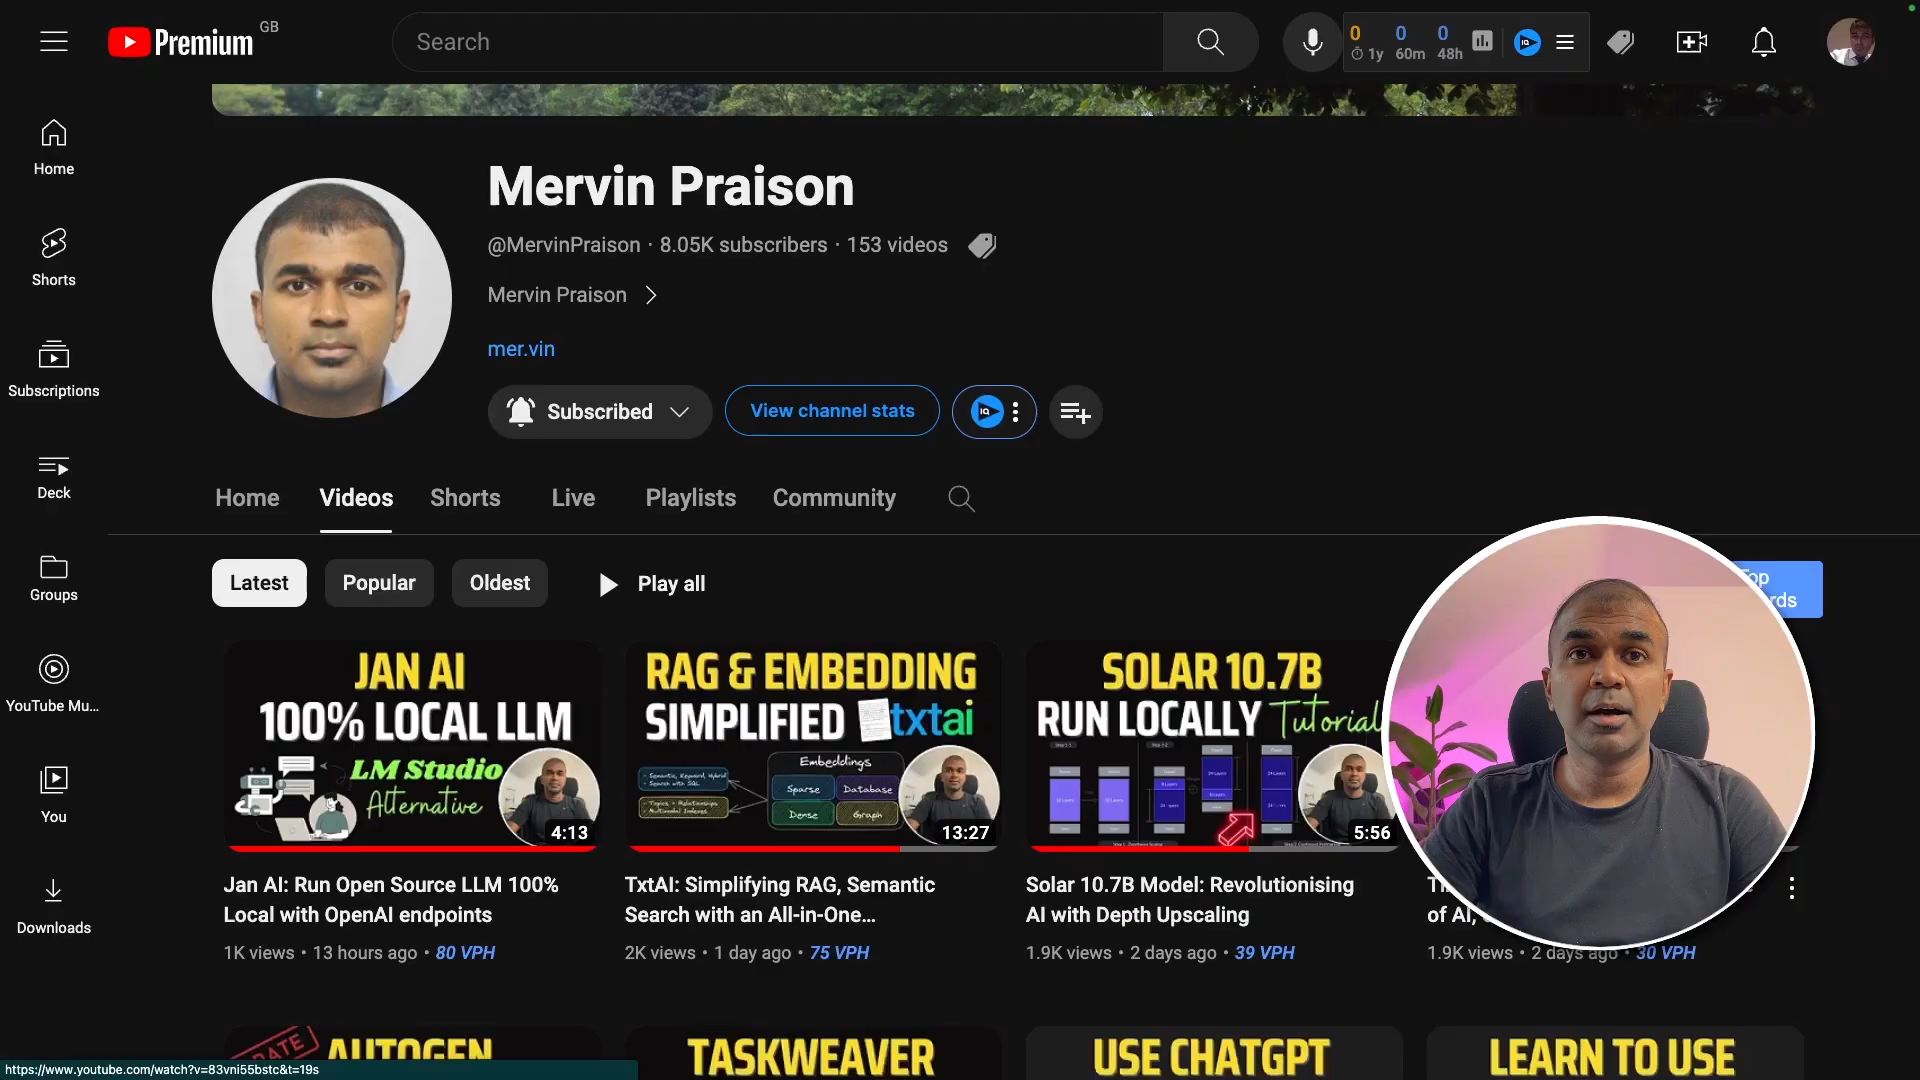 Premium GB
Search
0 0 0
1y 60m 48h
Home
Shorts
Subscriptions
Deck
Groups
YouTube Mu...
You
Downloads
Mervin Praison
@MervinPraison · 8.05K subscribers · 153 videos
Mervin Praison
mer.vin
Subscribed
View channel stats
IQ
Home Videos Shorts Live Playlists Community
Latest Popular Oldest Play all
JAN AI
100% LOCAL LLM
LM Studio
Alternative
4:13
Jan AI: Run Open Source LLM 100%
Local with OpenAI endpoints
1K views • 13 hours ago • 80 VPH
RAG & EMBEDDING
SIMPLIFIED txtai
Embeddings
Sparse Database
Dense Graph
13:27
TxtAI: Simplifying RAG, Semantic
Search with an All-in-One...
2K views • 1 day ago • 75 VPH
SOLAR 10.7B
RUN LOCALLY Tutorial
5:56
Solar 10.7B Model: Revolutionising
AI with Depth Upscaling
1.9K views • 2 days ago • 39 VPH
of AI,
1.9K views • 2 days ago • 30 VPH
AUTOGEN
TASKWEAVER
USE CHATGPT
LEARN TO USE
https://www.youtube.com/watch?v=83vni55bstc&t=19s